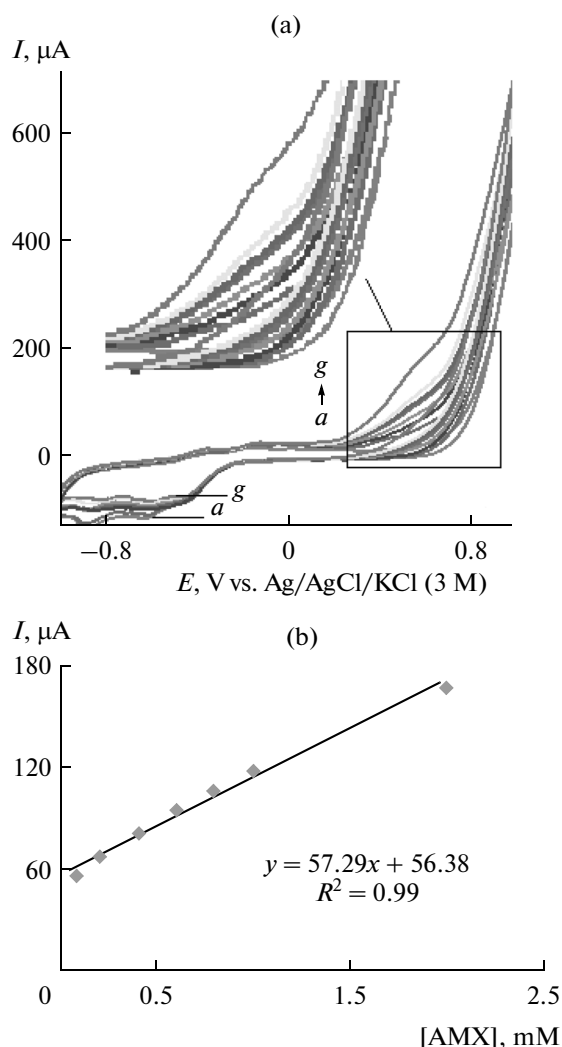 (a)
I, μA
600
400
200
0
g
a
g
a
−0.8 0 0.8
E, V vs. Ag/AgCl/KCl (3 M)
I, μA (b)
180
120
60
y = 57.29x + 56.38
R² = 0.99
0 0.5 1.5 2.5
[AMX], mM